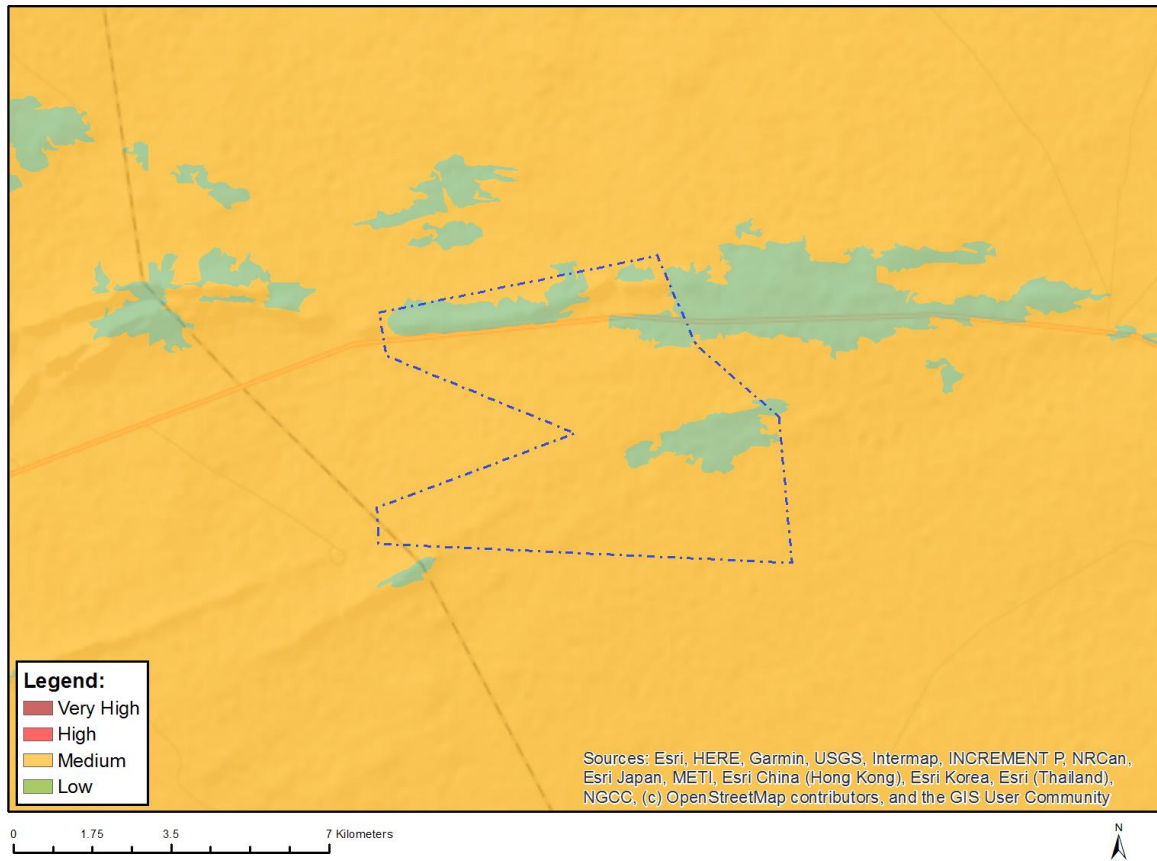 Legend:
Very High
High
Medium
Low
Sources: Esri, HERE, Garmin, USGS, Intermap, INCREMENT P, NRCan,
Esri Japan, METI, Esri China (Hong Kong), Esri Korea, Esri (Thailand),
NGCC, (c) OpenStreetMap contributors, and the GIS User Community
0 1.75 3.5 7 Kilometers
N